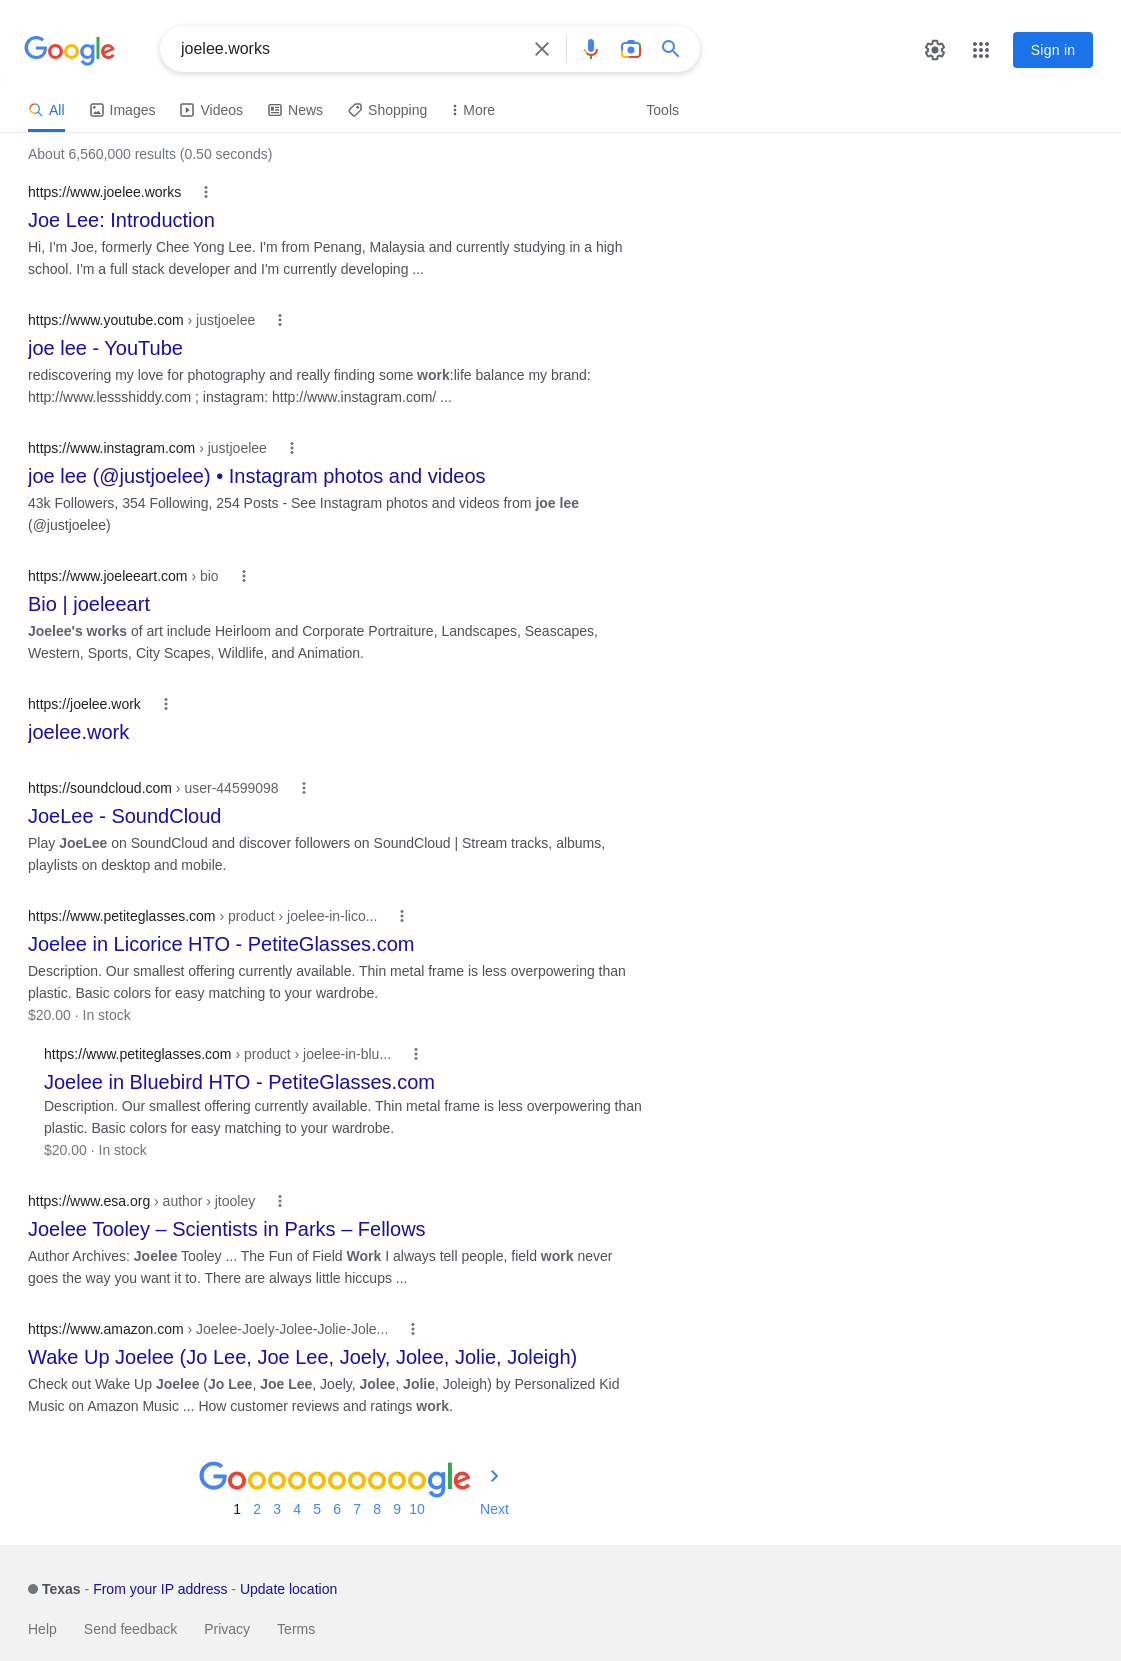 Google
joelee.works
Sign in
All Images Videos News Shopping More Tools
About 6,560,000 results (0.50 seconds)
https://www.joelee.works
Joe Lee: Introduction
Hi, I'm Joe, formerly Chee Yong Lee. I'm from Penang, Malaysia and currently studying in a high
school. I'm a full stack developer and I'm currently developing ...
https://www.youtube.com › justjoelee
joe lee - YouTube
rediscovering my love for photography and really finding some work:life balance my brand:
http://www.lessshiddy.com ; instagram: http://www.instagram.com/ ...
https://www.instagram.com › justjoelee
joe lee (@justjoelee) • Instagram photos and videos
43k Followers, 354 Following, 254 Posts - See Instagram photos and videos from joe lee
(@justjoelee)
https://www.joeleeart.com › bio
Bio | joeleeart
Joelee's works of art include Heirloom and Corporate Portraiture, Landscapes, Seascapes,
Western, Sports, City Scapes, Wildlife, and Animation.
https://joelee.work
joelee.work
https://soundcloud.com › user-44599098
JoeLee - SoundCloud
Play JoeLee on SoundCloud and discover followers on SoundCloud | Stream tracks, albums,
playlists on desktop and mobile.
https://www.petiteglasses.com › product › joelee-in-lico...
Joelee in Licorice HTO - PetiteGlasses.com
Description. Our smallest offering currently available. Thin metal frame is less overpowering than
plastic. Basic colors for easy matching to your wardrobe.
$20.00 · In stock
https://www.petiteglasses.com › product › joelee-in-blu...
Joelee in Bluebird HTO - PetiteGlasses.com
Description. Our smallest offering currently available. Thin metal frame is less overpowering than
plastic. Basic colors for easy matching to your wardrobe.
$20.00 · In stock
https://www.esa.org › author › jtooley
Joelee Tooley – Scientists in Parks – Fellows
Author Archives: Joelee Tooley ... The Fun of Field Work I always tell people, field work never
goes the way you want it to. There are always little hiccups ...
https://www.amazon.com › Joelee-Joely-Jolee-Jolie-Jole...
Wake Up Joelee (Jo Lee, Joe Lee, Joely, Jolee, Jolie, Joleigh)
Check out Wake Up Joelee (Jo Lee, Joe Lee, Joely, Jolee, Jolie, Joleigh) by Personalized Kid
Music on Amazon Music ... How customer reviews and ratings work.
Goooooooooogle
1 2 3 4 5 6 7 8 9 10 Next
Texas - From your IP address - Update location
Help Send feedback Privacy Terms